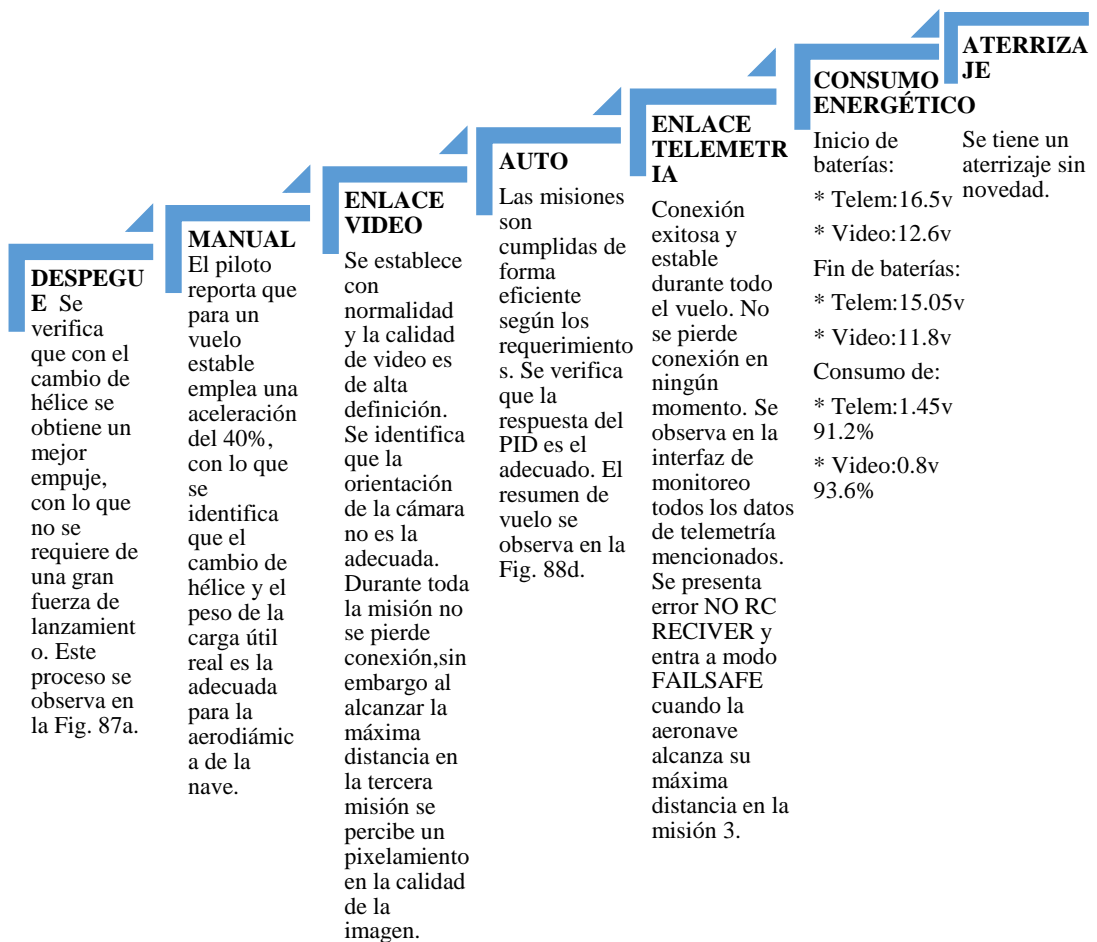 DESPEGU
E Se
verifica
que con el
cambio de
hélice se
obtiene un
mejor
empuje,
con lo que
no se
requiere de
una gran
fuerza de
lanzamient
o. Este
proceso se
observa en
la Fig. 87a.
MANUAL
El piloto
reporta que
para un
vuelo
estable
emplea una
aceleración
del 40%,
con lo que
se
identifica
que el
cambio de
hélice y el
peso de la
carga útil
real es la
adecuada
para la
aerodiámic
a de la
nave.
ENLACE
VIDEO
Se establece
con
normalidad
y la calidad
de video es
de alta
definición.
Se identifica
que la
orientación
de la cámara
no es la
adecuada.
Durante toda
la misión no
se pierde
conexión,sin
embargo al
alcanzar la
máxima
distancia en
la tercera
misión se
percibe un
pixelamiento
en la calidad
de la
imagen.
AUTO
Las misiones
son
cumplidas de
forma
eficiente
según los
requerimiento
s. Se verifica
que la
respuesta del
PID es el
adecuado. El
resumen de
vuelo se
observa en la
Fig. 88d.
ENLACE
TELEMETR
IA
Conexión
exitosa y
estable
durante todo
el vuelo. No
se pierde
conexión en
ningún
momento. Se
observa en la
interfaz de
monitoreo
todos los datos
de telemetría
mencionados.
Se presenta
error NO RC
RECIVER y
entra a modo
FAILSAFE
cuando la
aeronave
alcanza su
máxima
distancia en la
misión 3.
CONSUMO
ENERGÉTICO
Inicio de
baterías:
* Telem:16.5v
* Video:12.6v
Fin de baterías:
* Telem:15.05v
* Video:11.8v
Consumo de:
* Telem:1.45v
91.2%
* Video:0.8v
93.6%
ATERRIZA
JE
Se tiene un
aterrizaje sin
novedad.